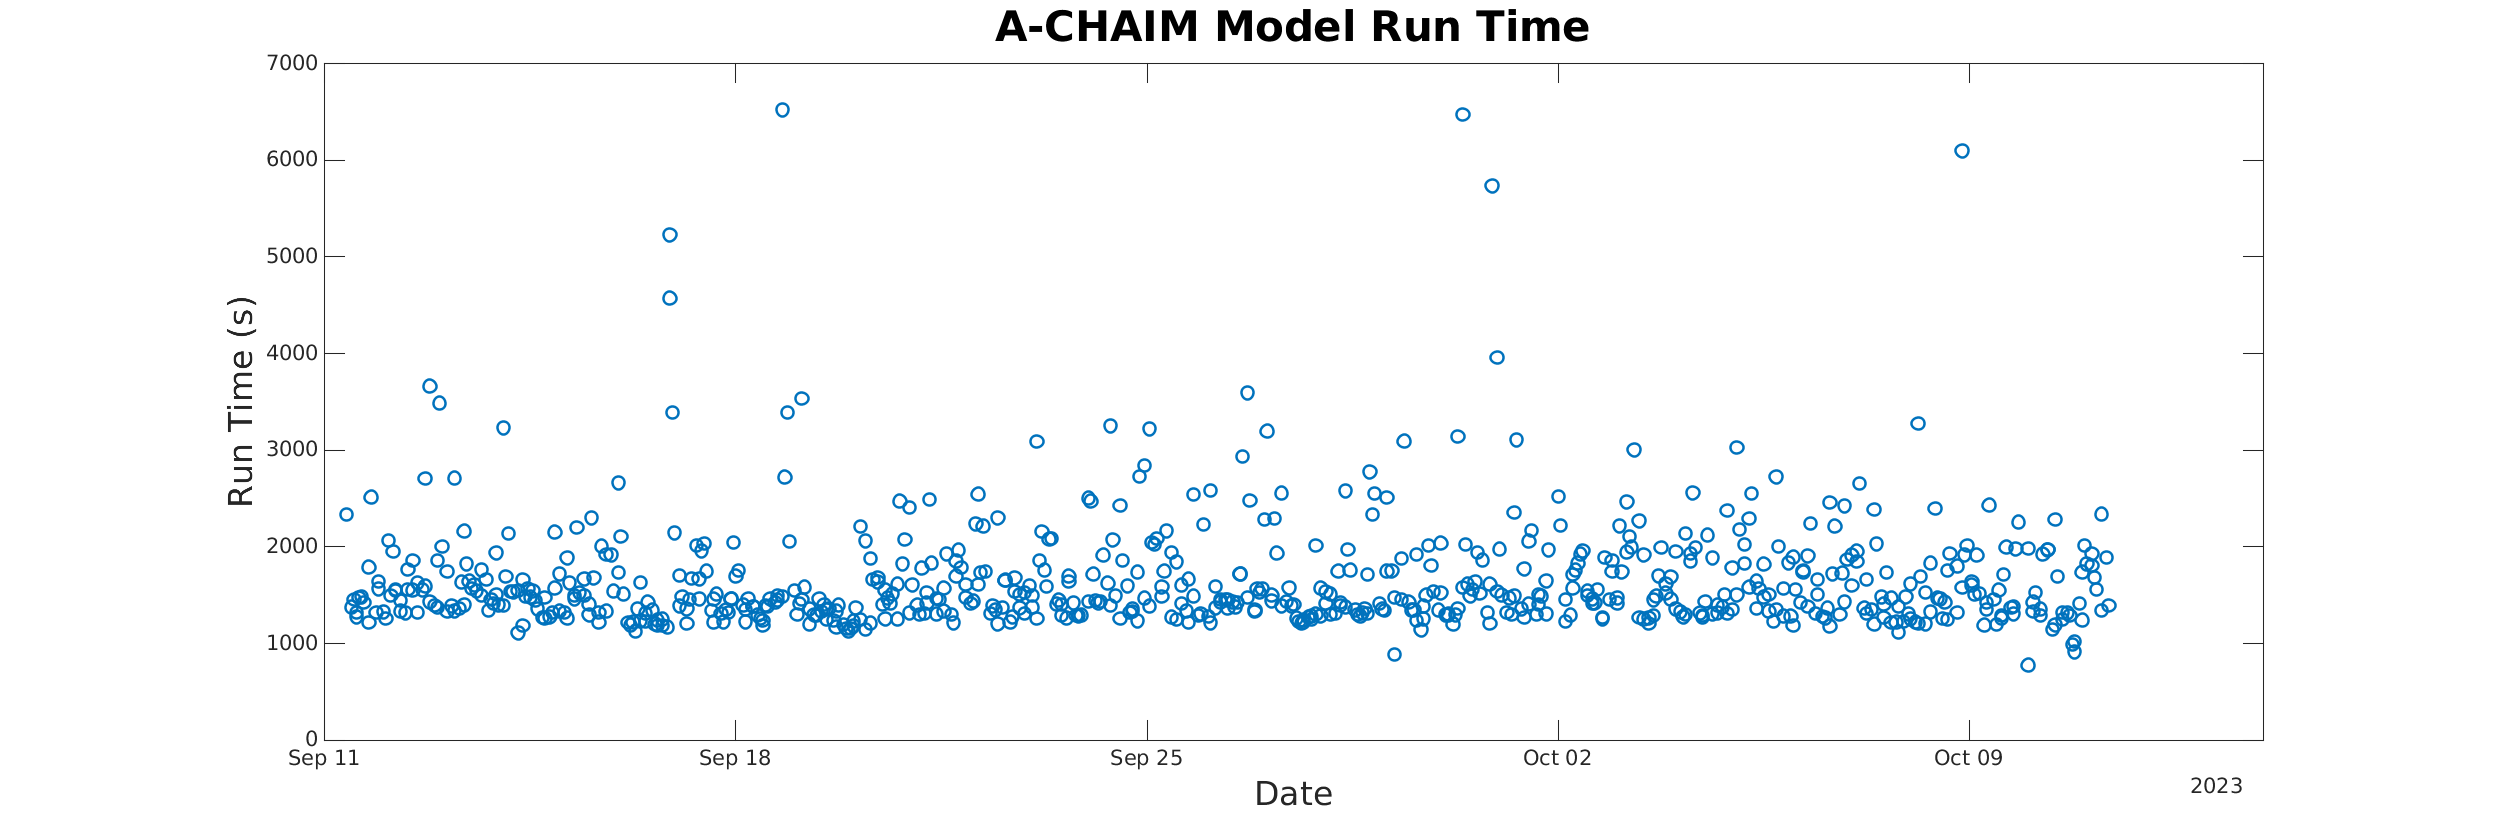 A-CHAIM Model Run Time
Run Time (s)
7000
6000
5000
4000
3000
2000
1000
0
Sep 11 Sep 18 Sep 25 Oct 02 Oct 09
2023
Date